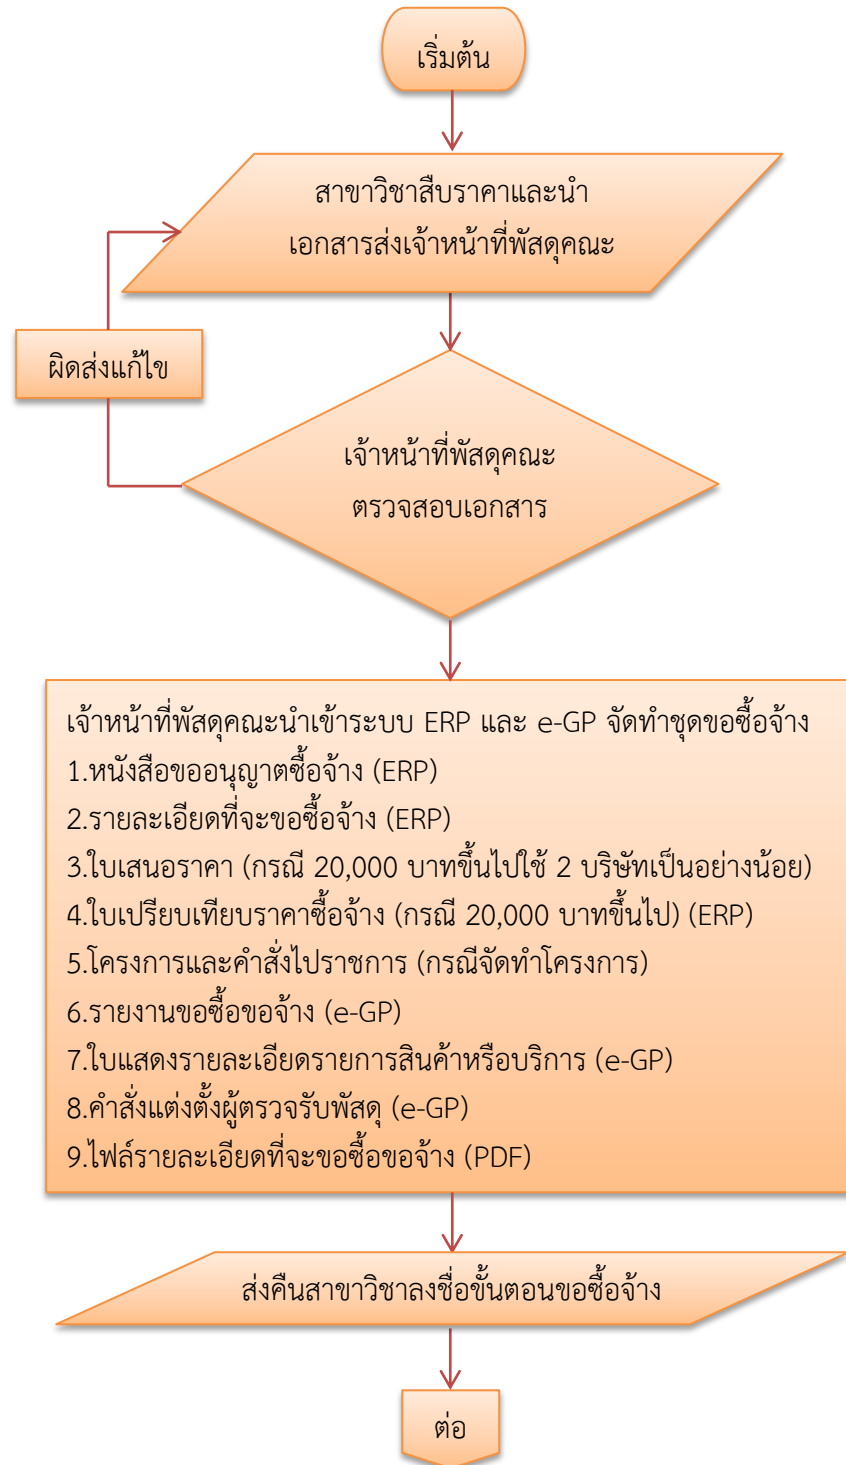 เริ่มต้น
สาขาวิชาสืบราคาและนำ
เอกสารส่งเจ้าหน้าที่พัสดุคณะ
ผิดส่งแก้ไข
เจ้าหน้าที่พัสดุคณะ
ตรวจสอบเอกสาร
เจ้าหน้าที่พัสดุคณะนำเข้าระบบ ERP และ e-GP จัดทำชุดขอซื้อจ้าง
1.หนังสือขออนุญาตซื้อจ้าง (ERP)
2.รายละเอียดที่จะขอซื้อจ้าง (ERP)
3.ใบเสนอราคา (กรณี 20,000 บาทขึ้นไปใช้ 2 บริษัทเป็นอย่างน้อย)
4.ใบเปรียบเทียบราคาซื้อจ้าง (กรณี 20,000 บาทขึ้นไป) (ERP)
5.โครงการและคำสั่งไปราชการ (กรณีจัดทำโครงการ)
6.รายงานขอซื้อขอจ้าง (e-GP)
7.ใบแสดงรายละเอียดรายการสินค้าหรือบริการ (e-GP)
8.คำสั่งแต่งตั้งผู้ตรวจรับพัสดุ (e-GP)
9.ไฟล์รายละเอียดที่จะขอซื้อขอจ้าง (PDF)
ส่งคืนสาขาวิชาลงชื่อขั้นตอนขอซื้อจ้าง
ต่อ